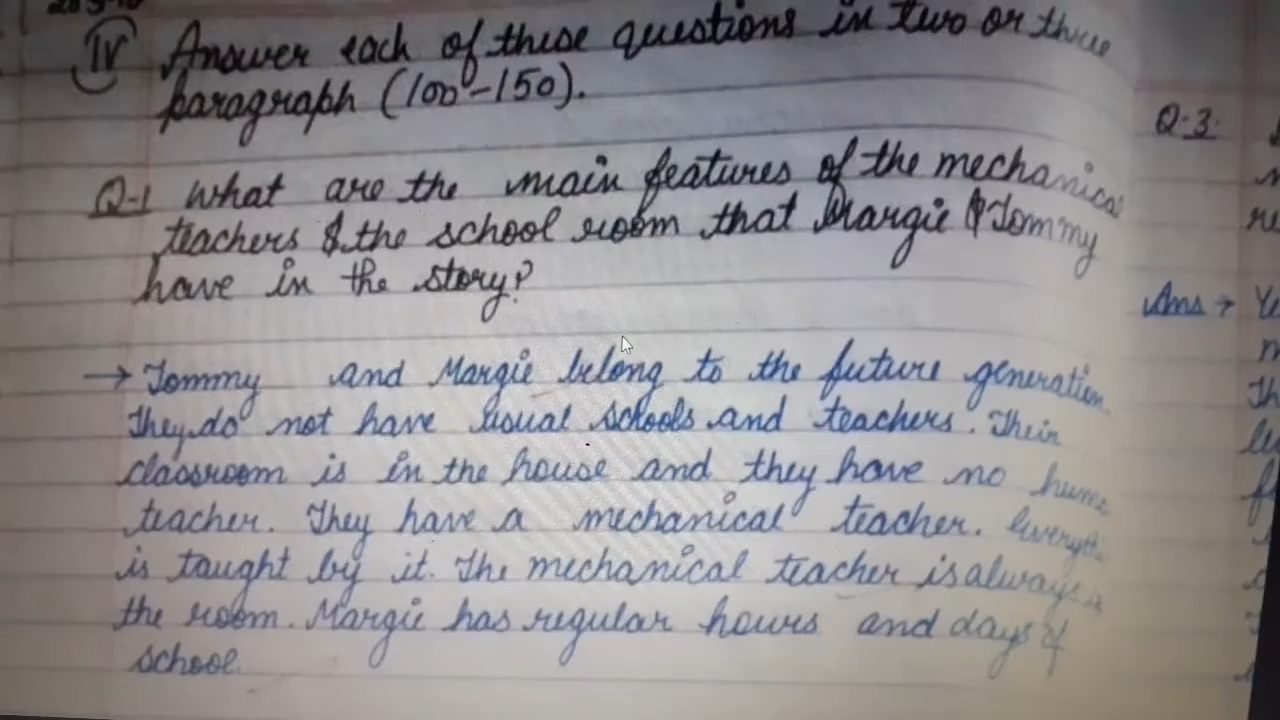 IV Answer each of these questions in two or three
paragraph (100-150).
Q-1 What are the main features of the mechanical
teachers & the school room that Margie & Tommy
have in the story?
→ Tommy and Margie belong to the future generation.
They do not have usual schools and teachers. Their
classroom is in the house and they have no
teacher. They have a mechanical teacher.
is taught by it. The mechanical teacher is always
the room. Margie has regular hours and days of
school.
Q-3.
Ans →